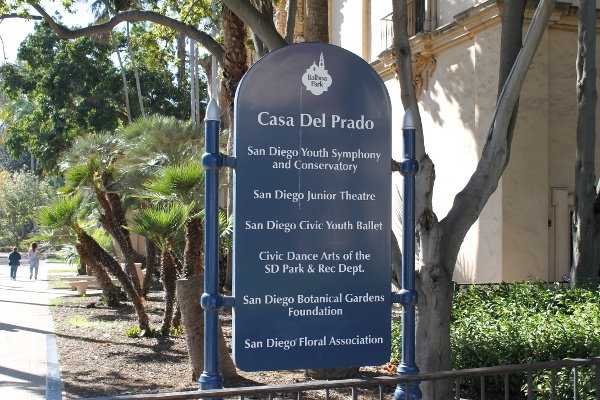 Balboa
Park
Casa Del Prado
San Diego Youth Symphony
and Conservatory
San Diego Junior Theatre
San Diego Civic Youth Ballet
Civic Dance Arts of the
SD Park & Rec Dept.
San Diego Botanical Gardens
Foundation
San Diego Floral Association